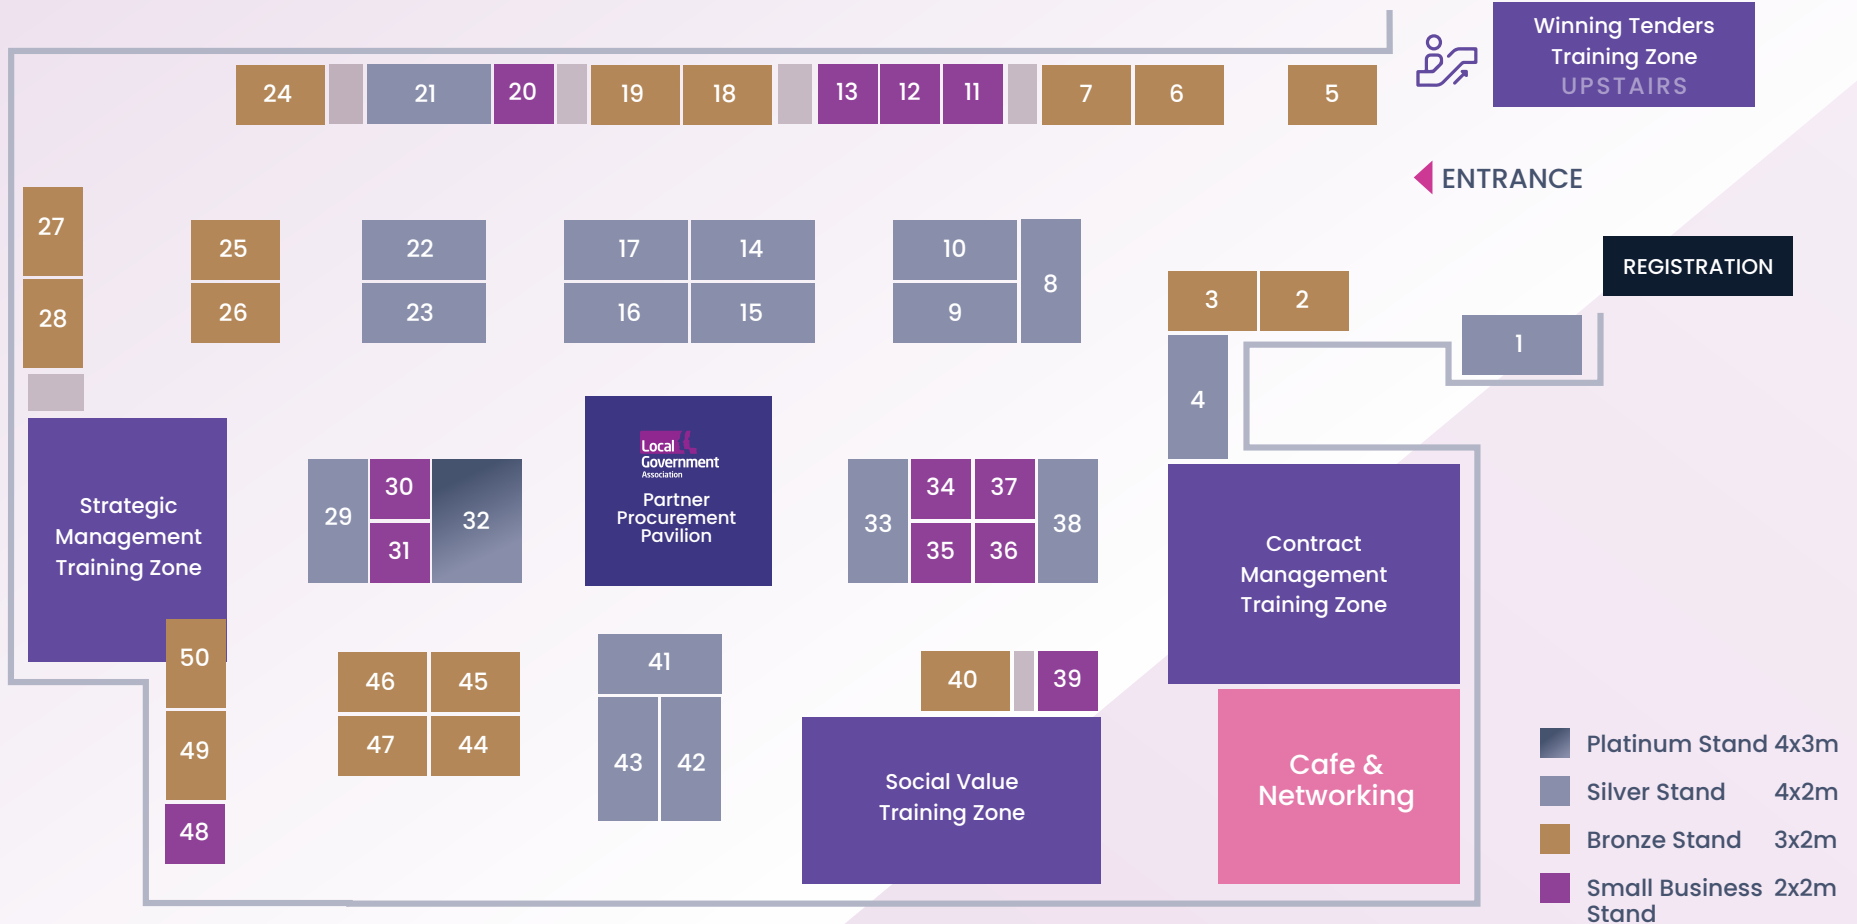 Winning Tenders
Training Zone
UPSTAIRS
24
21
20
19
18
13
12
11
7
6
5
ENTRANCE
27
25
22
17
14
10
8
REGISTRATION
28
26
23
16
15
9
3
2
1
4
Local
Government
Association
Partner
Procurement
Pavilion
Strategic
Management
Training Zone
29
30
31
32
33
34
37
35
36
38
Contract
Management
Training Zone
50
49
48
46
45
47
44
41
43
42
40
39
Social Value
Training Zone
Cafe &
Networking
Platinum Stand 4x3m
Silver Stand 4x2m
Bronze Stand 3x2m
Small Business 2x2m
Stand